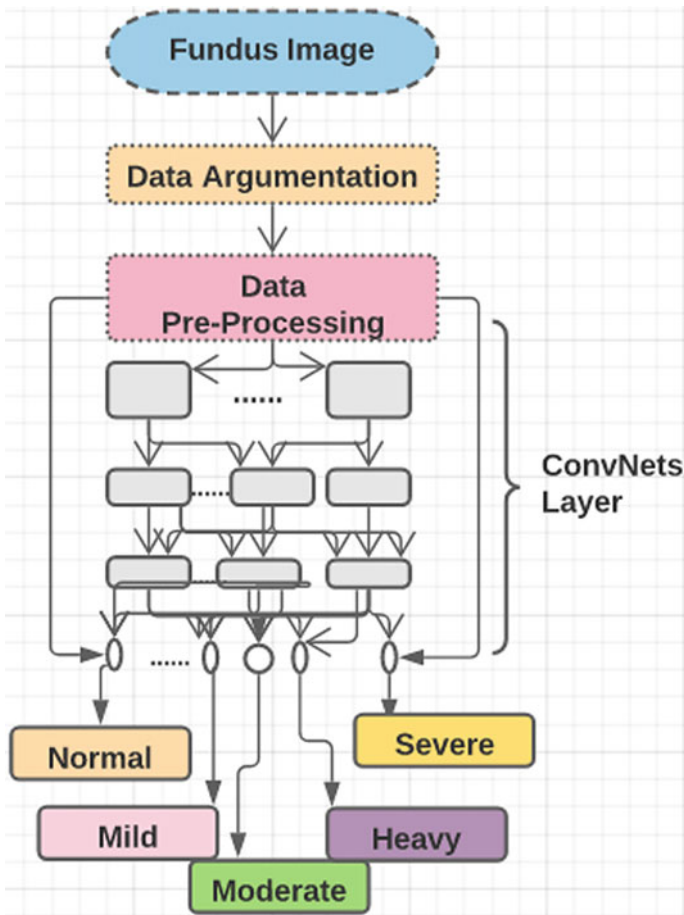 Fundus Image
Data Argumentation
Data
Pre-Processing
ConvNets
Layer
Normal
Severe
Mild
Heavy
Moderate